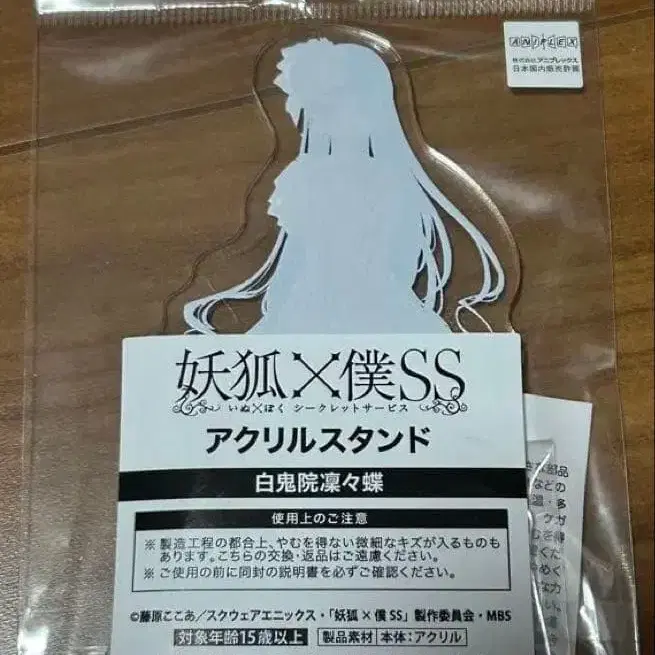 ANIPLEX
株式会社アニプレックス
日本国内販売許諾
妖狐×僕SS
いぬ×ぼく シークレットサービス
アクリルスタンド
白鬼院凜々蝶
使用上のご注意
※製造工程の都合上、やむを得ない微細なキズが入るものも
あります。こちらの交換・返品はご遠慮ください。
※ご使用の前に同封の説明書を必ずご確認ください。
©藤原ここあ/スクウェアエニックス・「妖狐×僕SS」製作委員会・MBS
対象年齢15歳以上 製品素材 本体:アクリル